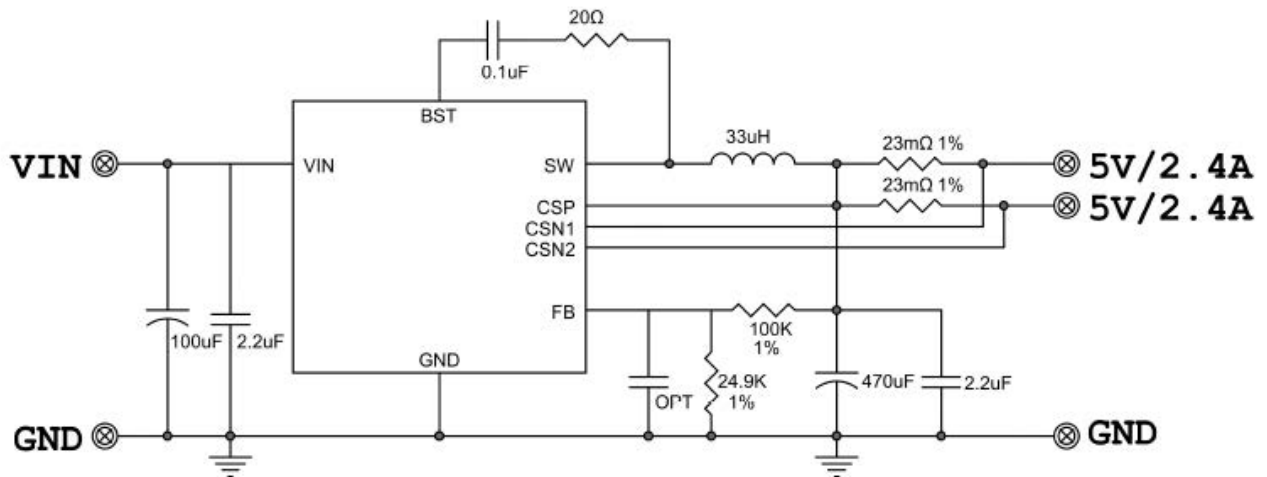 20Ω
0.1uF
BST
33uH
23mΩ 1%
VIN
VIN
SW
5V/2.4A
23mΩ 1%
CSP
5V/2.4A
CSN1
CSN2
FB
100K
1%
100uF
2.2uF
GND
OPT
24.9K
1%
470uF
2.2uF
GND
GND